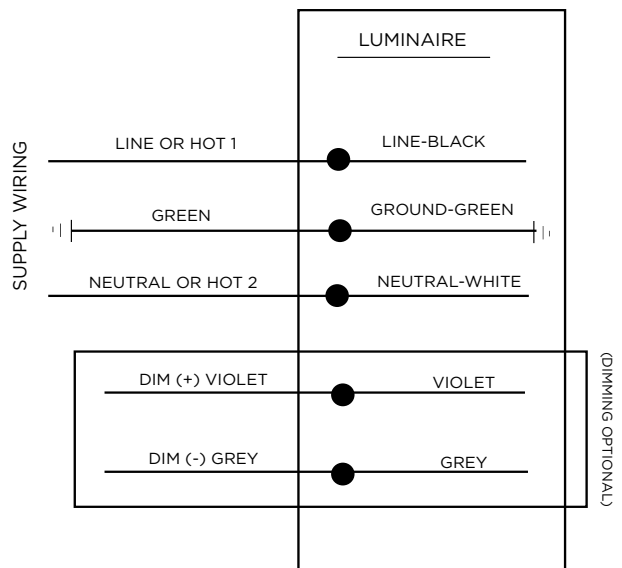 LUMINAIRE
SUPPLY WIRING
LINE OR HOT 1
LINE-BLACK
GREEN
GROUND-GREEN
NEUTRAL OR HOT 2
NEUTRAL-WHITE
DIM (+) VIOLET
VIOLET
DIM (-) GREY
GREY
(DIMMING OPTIONAL)